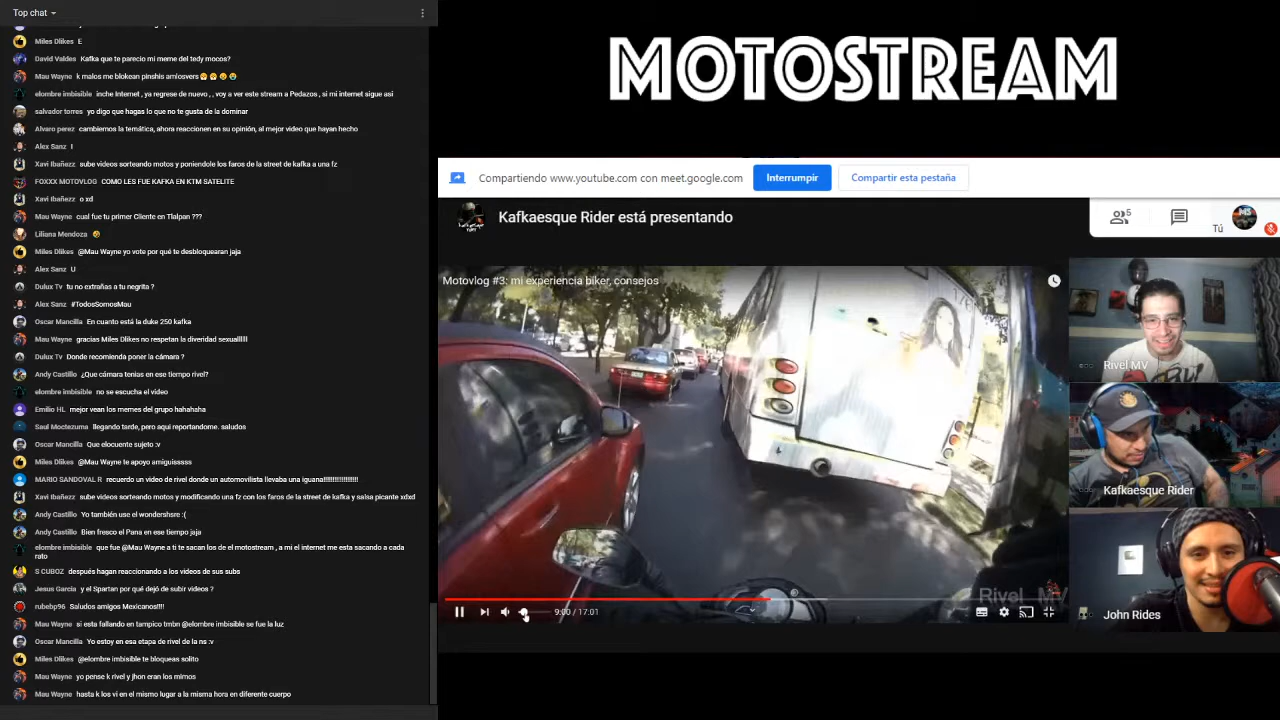 Top chat
Miles Dlikes E
David Valdes Kafka que te parecio mi meme del tedy mocos?
Mau Wayne k malos me blokean pinshis amlosvers
elombre imbisible inche Internet , ya regrese de nuevo , , voy a ver este stream a Pedazos , si mi internet sigue asi
salvador torres yo digo que hagas lo que no te gusta de la dominar
Alvaro perez cambiemos la temática, ahora reaccionen en su opinión, al mejor video que hayan hecho
Alex Sanz I
Xavi Ibañezz sube videos sorteando motos y poniendole los faros de la street de kafka a una fz
FOXXX MOTOVLOG COMO LES FUE KAFKA EN KTM SATELITE
Xavi Ibañezz o xd
Mau Wayne cual fue tu primer Cliente en Tlalpan ???
Liliana Mendoza 🤣
Miles Dlikes @Mau Wayne yo vote por qué te desbloquearan jaja
Alex Sanz U
Dulux Tv tu no extrañas a tu negrita ?
Alex Sanz #TodosSomosMau
Oscar Mancilla En cuanto está la duke 250 kafka
Mau Wayne gracias Miles Dlikes no respetan la diveridad sexualllll
Dulux Tv Donde recomienda poner la cámara ?
Andy Castillo ¿Que cámara tenias en ese tiempo rivel?
elombre imbisible no se escucha el video
Emilio HL mejor vean los memes del grupo hahahaha
Saul Moctezuma llegando tarde, pero aqui reportandome. saludos
Oscar Mancilla Que elocuente sujeto :v
Miles Dlikes @Mau Wayne te apoyo amiguisssss
MARIO SANDOVAL R recuerdo un video de rivel donde un automovilista llevaba una iguana!!!!!!!!!!!!!!!!!!!
Xavi Ibañezz sube videos sorteando motos y modificando una fz con los faros de la street de kafka y salsa picante xdxd
Andy Castillo Yo también use el wondershsre :(
Andy Castillo Bien fresco el Pana en ese tiempo jaja
elombre imbisible que fue @Mau Wayne a ti te sacan los de el motostream , a mi el internet me esta sacando a cada
rato
S CUBOZ después hagan reaccionando a los videos de sus subs
Jesus Garcia y el Spartan por qué dejó de subir videos ?
rubebp96 Saludos amigos Mexicanos!!!!
Mau Wayne si esta fallando en tampico tmbn @elombre imbisible se fue la luz
Oscar Mancilla Yo estoy en esa etapa de rivel de la ns :v
Miles Dlikes @elombre imbisible te bloqueas solito
Mau Wayne yo pense k rivel y jhon eran los mimos
Mau Wayne hasta k los vi en el mismo lugar a la misma hora en diferente cuerpo
MOTOSTREAM
Compartiendo www.youtube.com con meet.google.com
Interrumpir
Compartir esta pestaña
Kafkaesque Rider está presentando
5
Tú
Motovlog #3: mi experiencia biker, consejos
Rivel MV
Kafkaesque Rider
John Rides
Rivel MV
9:00 / 17:01